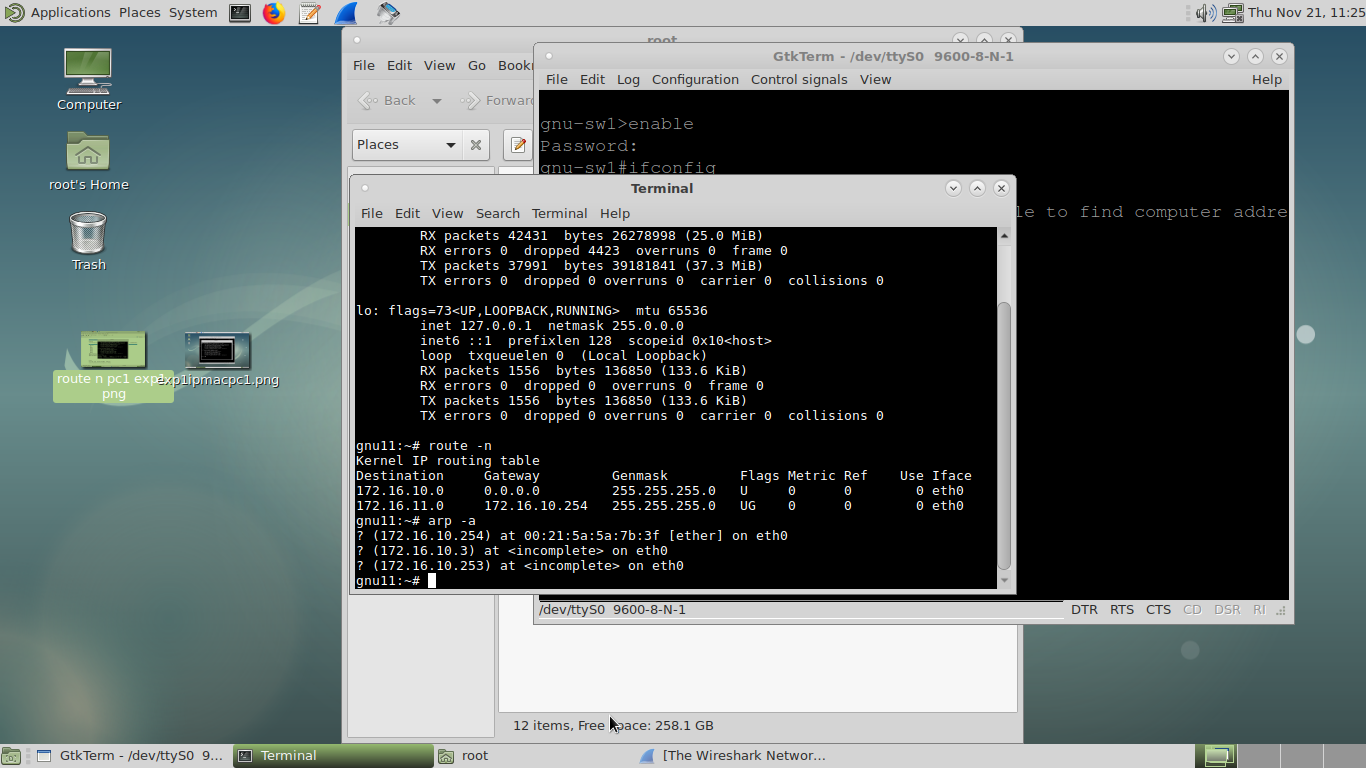 Applications Places System
Thu Nov 21, 11:25
Computer
root's Home
Trash
route n pc1 exp1.
png
exp1ipmacpc1.png
root
File Edit View Go Bookm
Back
Forward
Places
12 items, Free space: 258.1 GB
GtkTerm - /dev/ttyS0 9600-8-N-1
File Edit Log Configuration Control signals View Help
gnu-sw1>enable
Password:
gnu-sw1#ifconfig
le to find computer addre
/dev/ttyS0 9600-8-N-1
DTR RTS CTS CD DSR RI
Terminal
File Edit View Search Terminal Help
RX packets 42431 bytes 26278998 (25.0 MiB)
RX errors 0 dropped 4423 overruns 0 frame 0
TX packets 37991 bytes 39181841 (37.3 MiB)
TX errors 0 dropped 0 overruns 0 carrier 0 collisions 0
lo: flags=73<UP,LOOPBACK,RUNNING> mtu 65536
inet 127.0.0.1 netmask 255.0.0.0
inet6 ::1 prefixlen 128 scopeid 0x10<host>
loop txqueuelen 0 (Local Loopback)
RX packets 1556 bytes 136850 (133.6 KiB)
RX errors 0 dropped 0 overruns 0 frame 0
TX packets 1556 bytes 136850 (133.6 KiB)
TX errors 0 dropped 0 overruns 0 carrier 0 collisions 0
gnu11:~# route -n
Kernel IP routing table
Destination Gateway Genmask Flags Metric Ref Use Iface
172.16.10.0 0.0.0.0 255.255.255.0 U 0 0 0 eth0
172.16.11.0 172.16.10.254 255.255.255.0 UG 0 0 0 eth0
gnu11:~# arp -a
? (172.16.10.254) at 00:21:5a:5a:7b:3f [ether] on eth0
? (172.16.10.3) at <incomplete> on eth0
? (172.16.10.253) at <incomplete> on eth0
gnu11:~#
GtkTerm - /dev/ttyS0 9...
Terminal
root
[The Wireshark Networ...